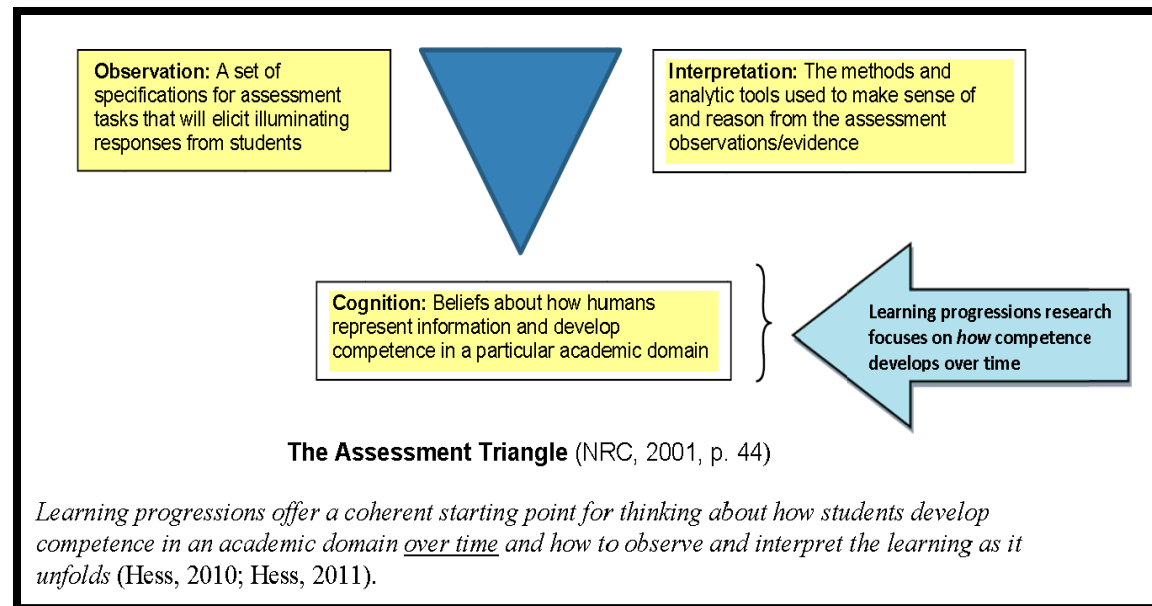 Observation: A set of
specifications for assessment
tasks that will elicit illuminating
responses from students
Interpretation: The methods and
analytic tools used to make sense of
and reason from the assessment
observations/evidence
Cognition: Beliefs about how humans
represent information and develop
competence in a particular academic domain
Learning progressions research
focuses on how competence
develops over time
The Assessment Triangle (NRC, 2001, p. 44)
Learning progressions offer a coherent starting point for thinking about how students develop
competence in an academic domain over time and how to observe and interpret the learning as it
unfolds (Hess, 2010; Hess, 2011).